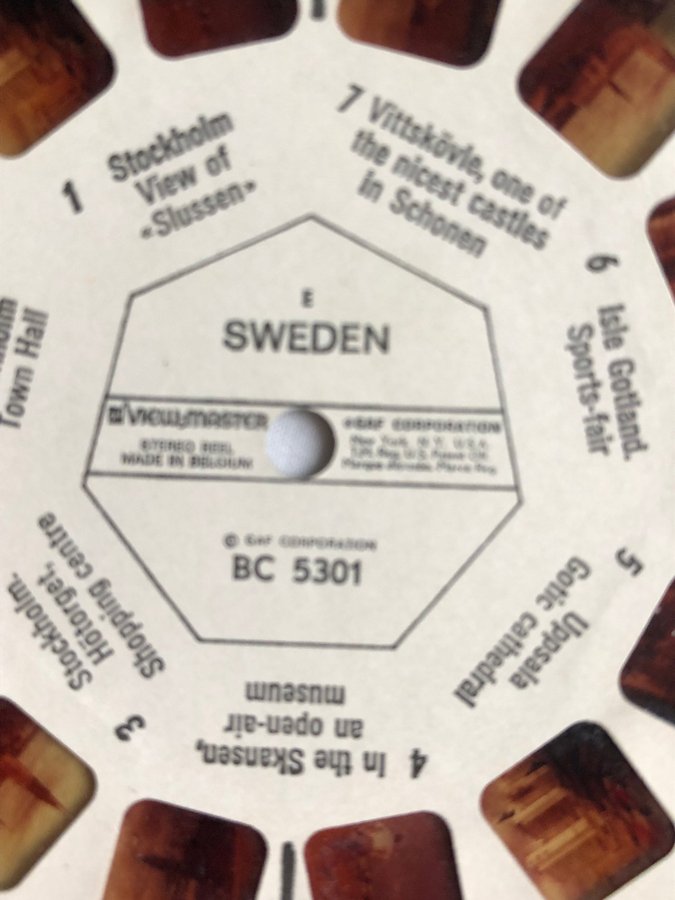 E
SWEDEN
VIEW-MASTER
STEREO REEL
MADE IN BELGIUM
®GAF CORPORATION
New York, N.Y. U.S.A.
© GAF CORPORATION
BC 5301
1 Stockholm
View of
«Slussen»
Town Hall
3 Stockholm.
Hötorget,
Shopping centre
4 In the Skansen,
an open-air
museum
5 Uppsala
Gotic cathedral
6 Isle Gotland.
Sports-fair
7 Vittskövle, one of
the nicest castles
in Schonen